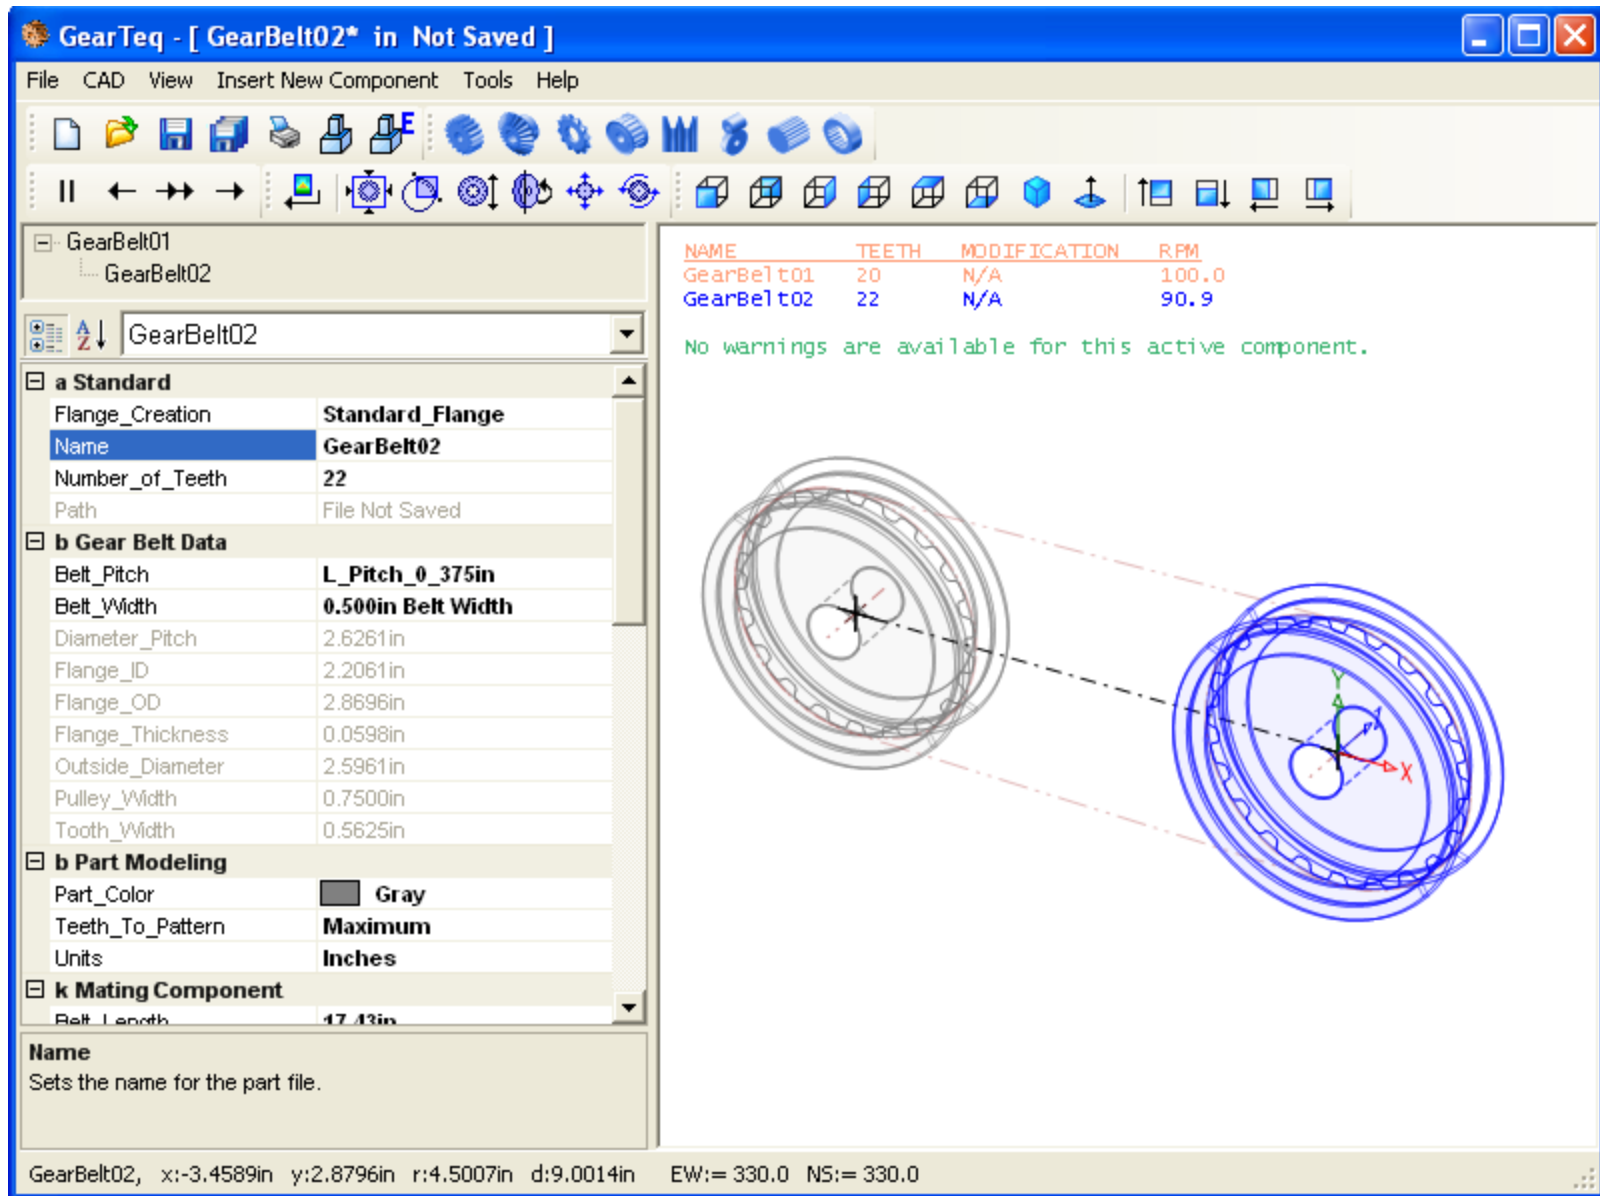 GearTeq - [ GearBelt02* in Not Saved ]
File CAD View Insert New Component Tools Help
E
GearBelt01
GearBelt02
A
Z
GearBelt02
a Standard
Flange_Creation Standard_Flange
Name GearBelt02
Number_of_Teeth 22
Path File Not Saved
b Gear Belt Data
Belt_Pitch L_Pitch_0_375in
Belt_Width 0.500in Belt Width
Diameter_Pitch 2.6261in
Flange_ID 2.2061in
Flange_OD 2.8696in
Flange_Thickness 0.0598in
Outside_Diameter 2.5961in
Pulley_Width 0.7500in
Tooth_Width 0.5625in
b Part Modeling
Part_Color Gray
Teeth_To_Pattern Maximum
Units Inches
k Mating Component
Belt_Length 17.43in
Name
Sets the name for the part file.
NAME TEETH MODIFICATION RPM
GearBelt01 20 N/A 100.0
GearBelt02 22 N/A 90.9
No warnings are available for this active component.
Y
Z
X
GearBelt02, x:-3.4589in y:2.8796in r:4.5007in d:9.0014in EW:= 330.0 NS:= 330.0